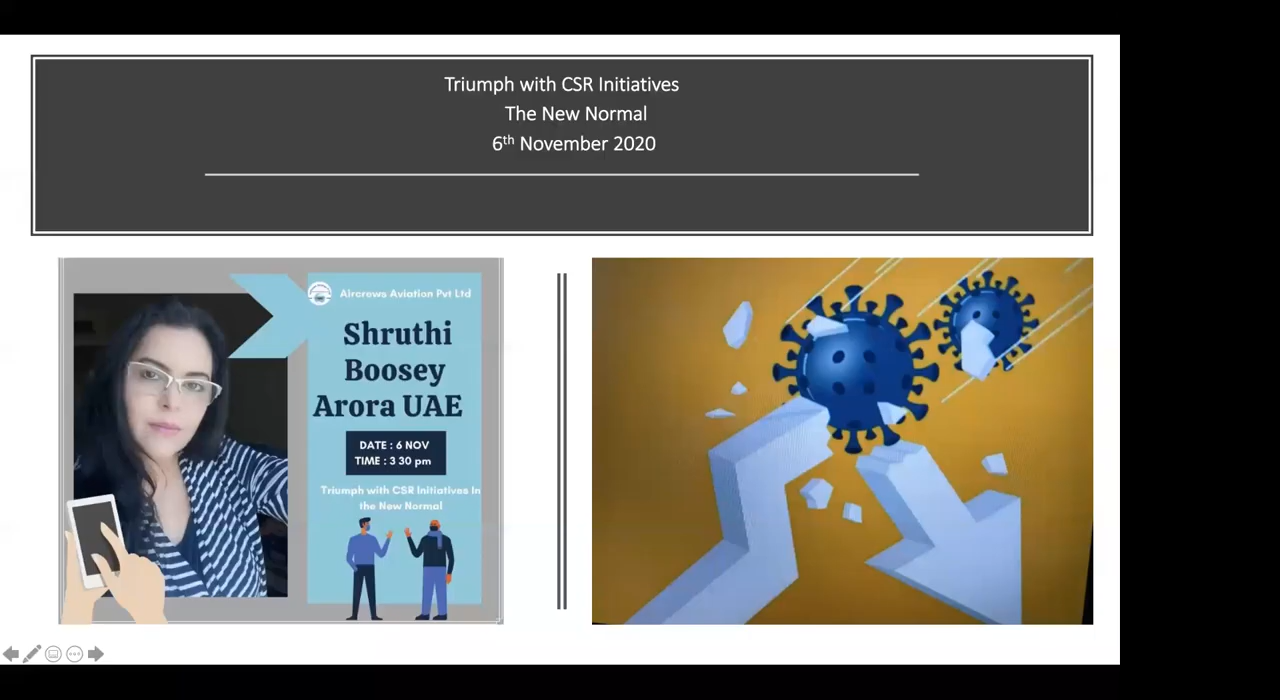 Triumph with CSR Initiatives
The New Normal
6th November 2020
Aircrews Aviation Pvt Ltd
Shruthi
Boosey
Arora UAE
DATE : 6 NOV
TIME : 3 30 pm
Triumph with CSR Initiatives In
the New Normal